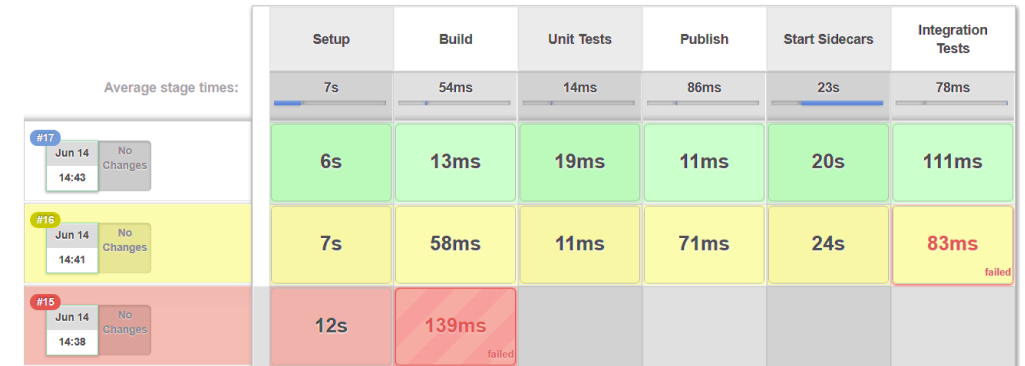 Setup Build Unit Tests Publish Start Sidecars Integration Tests
Average stage times: 7s 54ms 14ms 86ms 23s 78ms
#17
Jun 14
14:43
No
Changes
6s 13ms 19ms 11ms 20s 111ms
#16
Jun 14
14:41
No
Changes
7s 58ms 11ms 71ms 24s 83ms
failed
#15
Jun 14
14:38
No
Changes
12s 139ms
failed